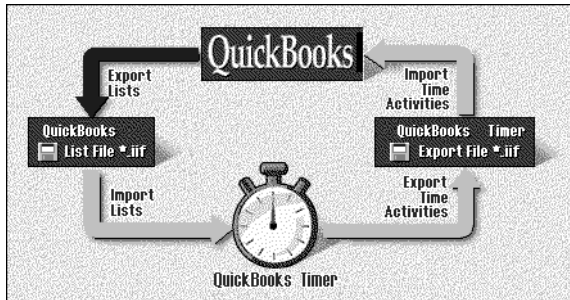 QuickBooks
Export
Lists
Import
Time
Activities
QuickBooks
List File *.iif
QuickBooks Timer
Export File *.iif
Import
Lists
Export
Time
Activities
QuickBooks Timer